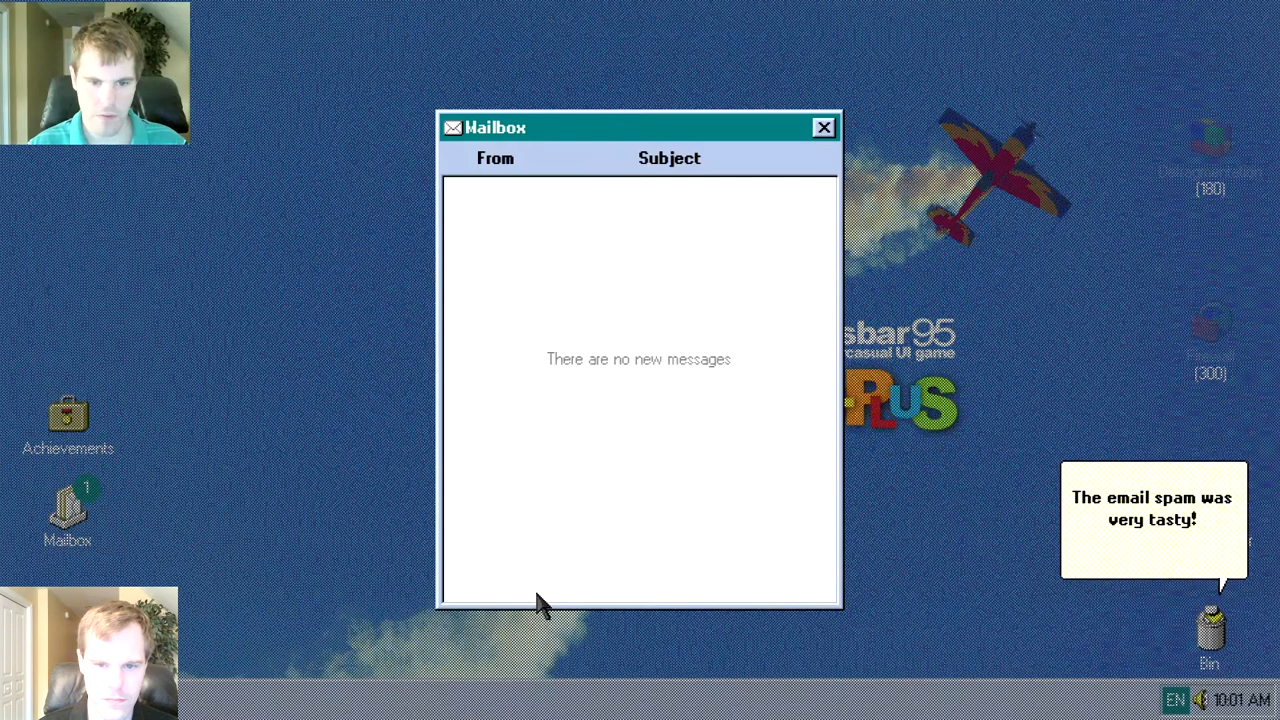 Mailbox
From Subject
There are no new messages
(180)
sbar95
casual UI game
PLUS
(300)
Achievements
1
Mailbox
The email spam was
very tasty!
Bin
EN 10:01 AM